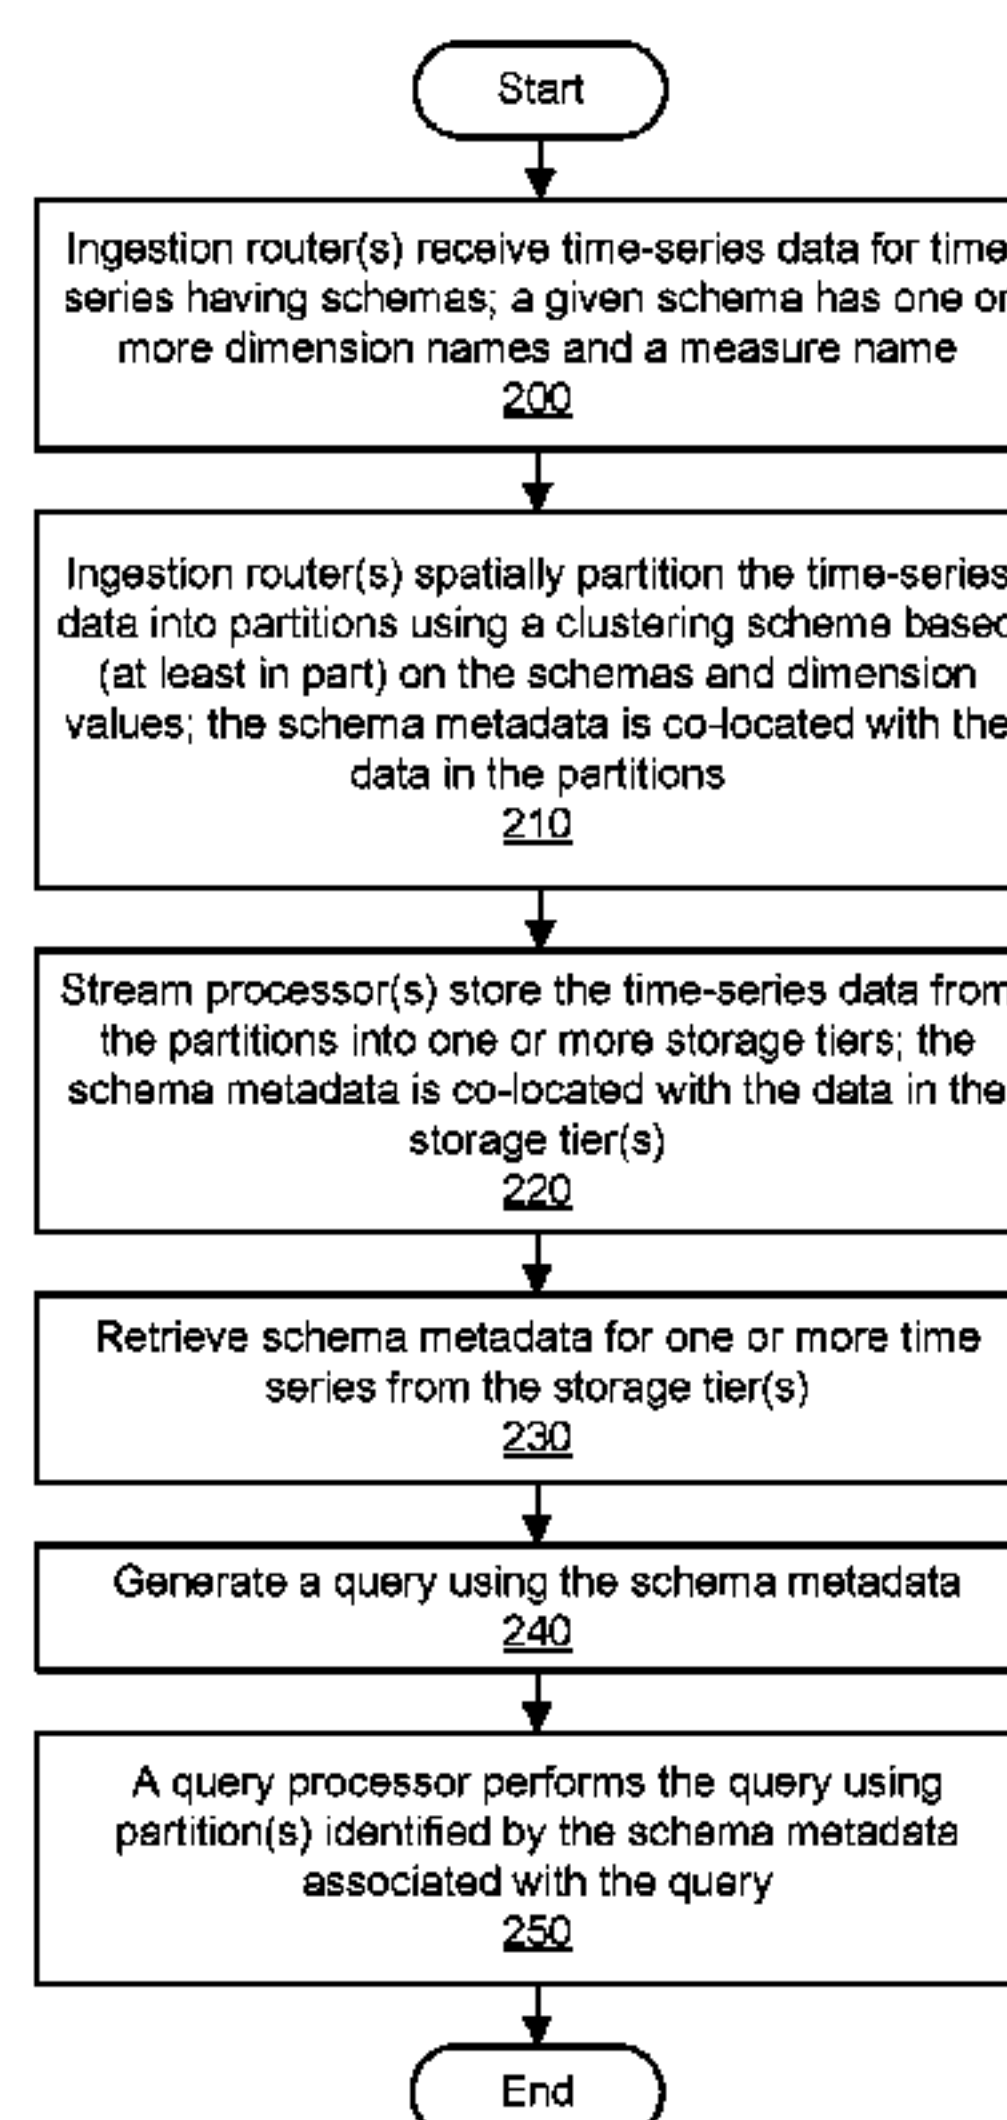 Start
Ingestion router(s) receive time-series data for time
series having schemas; a given schema has one or
more dimension names and a measure name
200
Ingestion router(s) spatially partition the time-series
data into partitions using a clustering scheme based
(at least in part) on the schemas and dimension
values; the schema metadata is co-located with the
data in the partitions
210
Stream processor(s) store the time-series data from
the partitions into one or more storage tiers; the
schema metadata is co-located with the data in the
storage tier(s)
220
Retrieve schema metadata for one or more time
series from the storage tier(s)
230
Generate a query using the schema metadata
240
A query processor performs the query using
partition(s) identified by the schema metadata
associated with the query
250
End